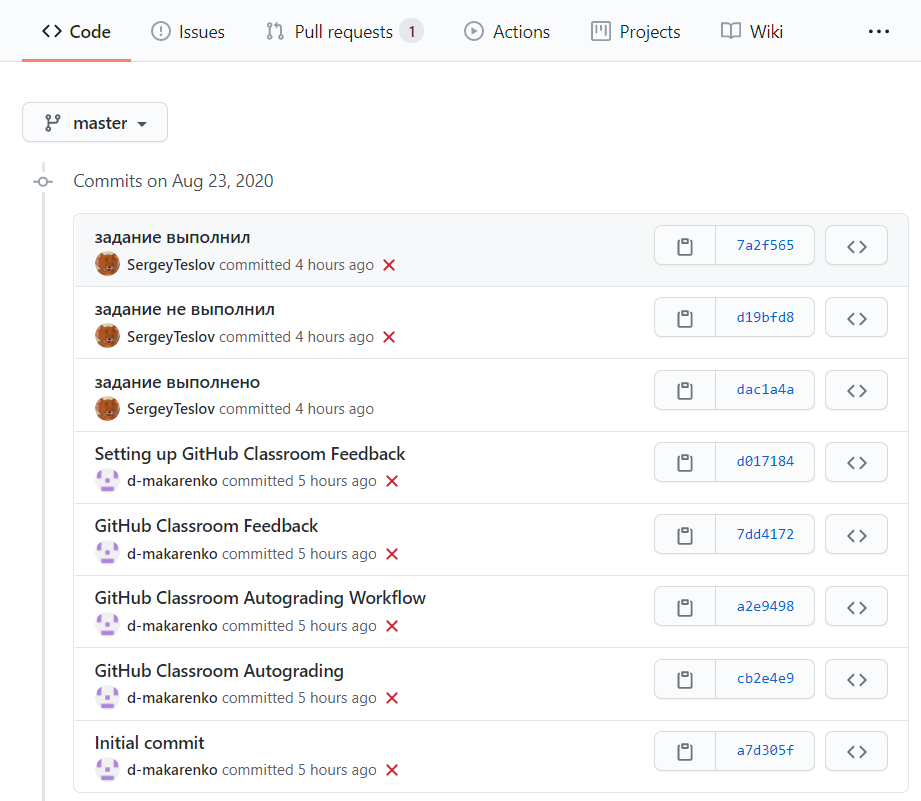 Code Issues Pull requests 1 Actions Projects Wiki
master
Commits on Aug 23, 2020
задание выполнил
SergeyTeslov committed 4 hours ago
7a2f565
задание не выполнил
SergeyTeslov committed 4 hours ago
d19bfd8
задание выполнено
SergeyTeslov committed 4 hours ago
dac1a4a
Setting up GitHub Classroom Feedback
d-makarenko committed 5 hours ago
d017184
GitHub Classroom Feedback
d-makarenko committed 5 hours ago
7dd4172
GitHub Classroom Autograding Workflow
d-makarenko committed 5 hours ago
a2e9498
GitHub Classroom Autograding
d-makarenko committed 5 hours ago
cb2e4e9
Initial commit
d-makarenko committed 5 hours ago
a7d305f